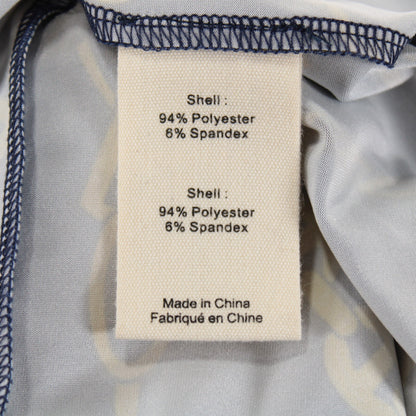 Shell :
94% Polyester
6% Spandex
Shell :
94% Polyester
6% Spandex
Made in China
Fabriqué en Chine